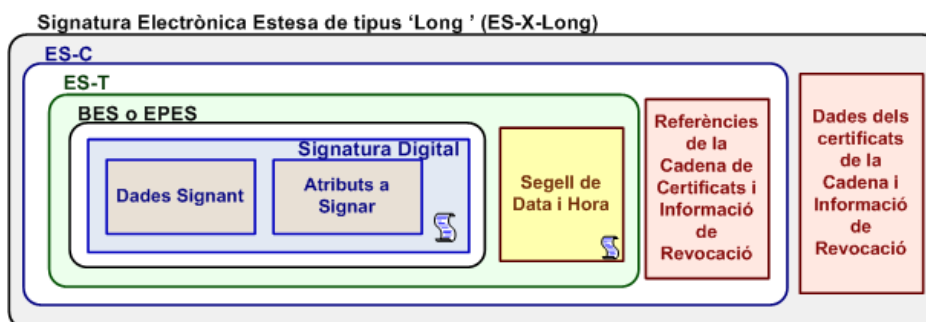 Signatura Electrònica Estesa de tipus ‘Long ’ (ES-X-Long)
ES-C
ES-T
BES o EPES
Signatura Digital
Dades Signant
Atributs a
Signar
Segell de
Data i Hora
Referències
de la
Cadena de
Certificats i
Informació
de
Revocació
Dades dels
certificats
de la
Cadena i
Informació
de
Revocació